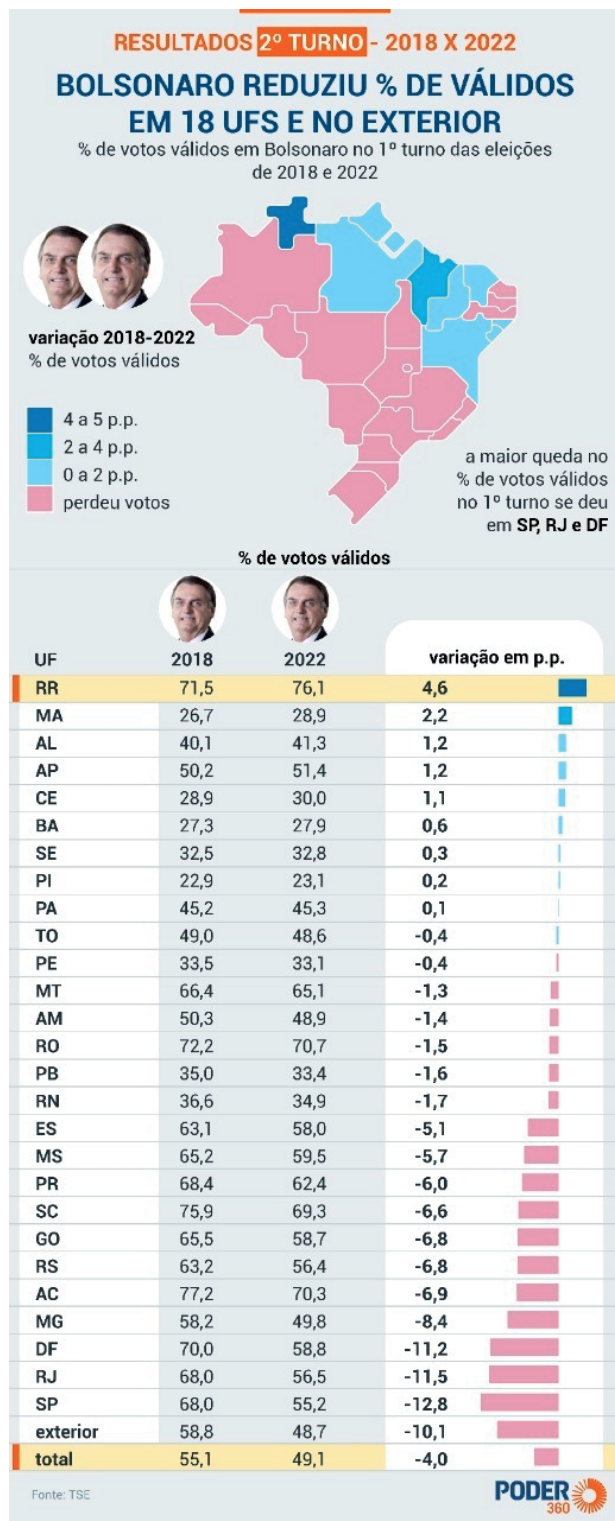 RESULTADOS 2º TURNO - 2018 X 2022
BOLSONARO REDUZIU % DE VÁLIDOS
EM 18 UFS E NO EXTERIOR
% de votos válidos em Bolsonaro no 1º turno das eleições
de 2018 e 2022
variação 2018-2022
% de votos válidos
4 a 5 p.p.
2 a 4 p.p.
0 a 2 p.p.
perdeu votos
a maior queda no
% de votos válidos
no 1º turno se deu
em SP, RJ e DF
% de votos válidos
UF 2018 2022 variação em p.p.
RR 71,5 76,1 4,6
MA 26,7 28,9 2,2
AL 40,1 41,3 1,2
AP 50,2 51,4 1,2
CE 28,9 30,0 1,1
BA 27,3 27,9 0,6
SE 32,5 32,8 0,3
PI 22,9 23,1 0,2
PA 45,2 45,3 0,1
TO 49,0 48,6 -0,4
PE 33,5 33,1 -0,4
MT 66,4 65,1 -1,3
AM 50,3 48,9 -1,4
RO 72,2 70,7 -1,5
PB 35,0 33,4 -1,6
RN 36,6 34,9 -1,7
ES 63,1 58,0 -5,1
MS 65,2 59,5 -5,7
PR 68,4 62,4 -6,0
SC 75,9 69,3 -6,6
GO 65,5 58,7 -6,8
RS 63,2 56,4 -6,8
AC 77,2 70,3 -6,9
MG 58,2 49,8 -8,4
DF 70,0 58,8 -11,2
RJ 68,0 56,5 -11,5
SP 68,0 55,2 -12,8
exterior 58,8 48,7 -10,1
total 55,1 49,1 -4,0
Fonte: TSE
PODER
360